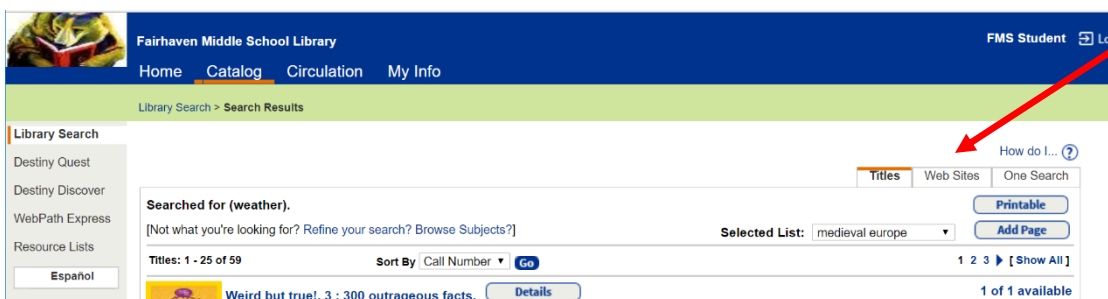 Fairhaven Middle School Library
FMS Student
Home Catalog Circulation My Info
Library Search > Search Results
Library Search
Destiny Quest
Destiny Discover
WebPath Express
Resource Lists
Español
How do I... ?
Titles Web Sites One Search
Searched for (weather).
Printable
[Not what you're looking for? Refine your search? Browse Subjects?]
Selected List: medieval europe
Add Page
Titles: 1 - 25 of 59
Sort By Call Number Go
1 2 3 [ Show All ]
Weird but true!. 3 : 300 outrageous facts.
Details
1 of 1 available